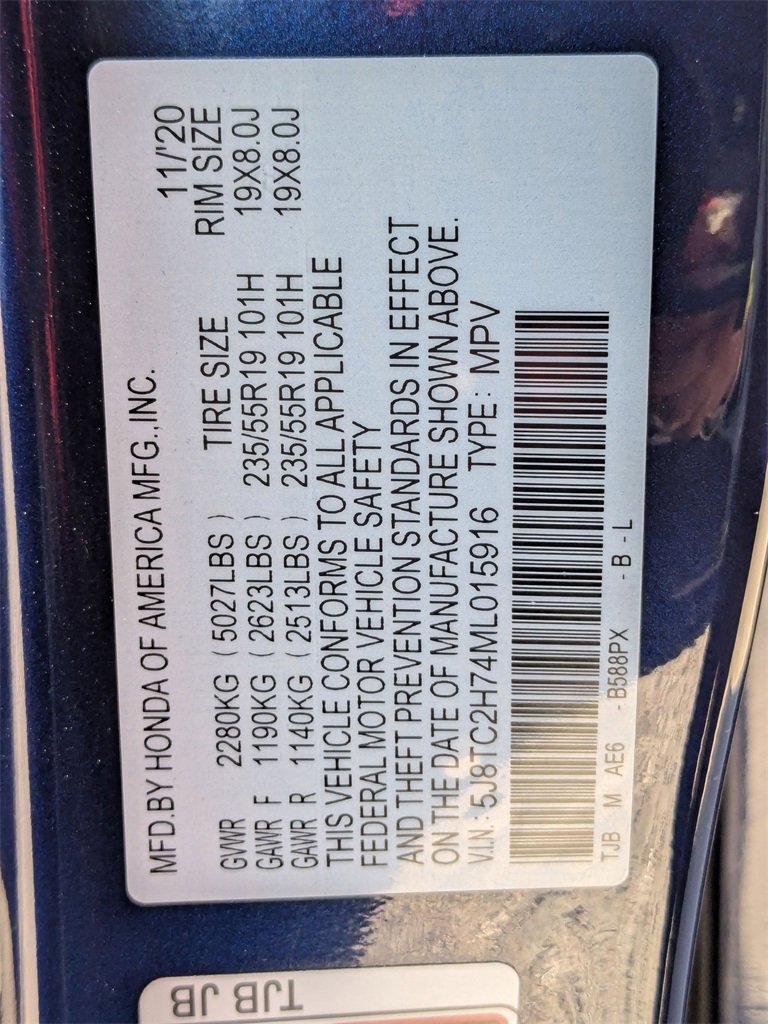 MFD.BY HONDA OF AMERICA MFG.,INC. 11/'20
TIRE SIZE RIM SIZE
GVWR 2280KG (5027LBS)
GAWR F 1190KG (2623LBS) 235/55R19 101H 19X8.0J
GAWR R 1140KG (2513LBS) 235/55R19 101H 19X8.0J
THIS VEHICLE CONFORMS TO ALL APPLICABLE
FEDERAL MOTOR VEHICLE SAFETY
AND THEFT PREVENTION STANDARDS IN EFFECT
ON THE DATE OF MANUFACTURE SHOWN ABOVE.
V.I.N.: 5J8TC2H74ML015916 TYPE: MPV
TJB M AE6 -B588PX -B-L
TJB JB